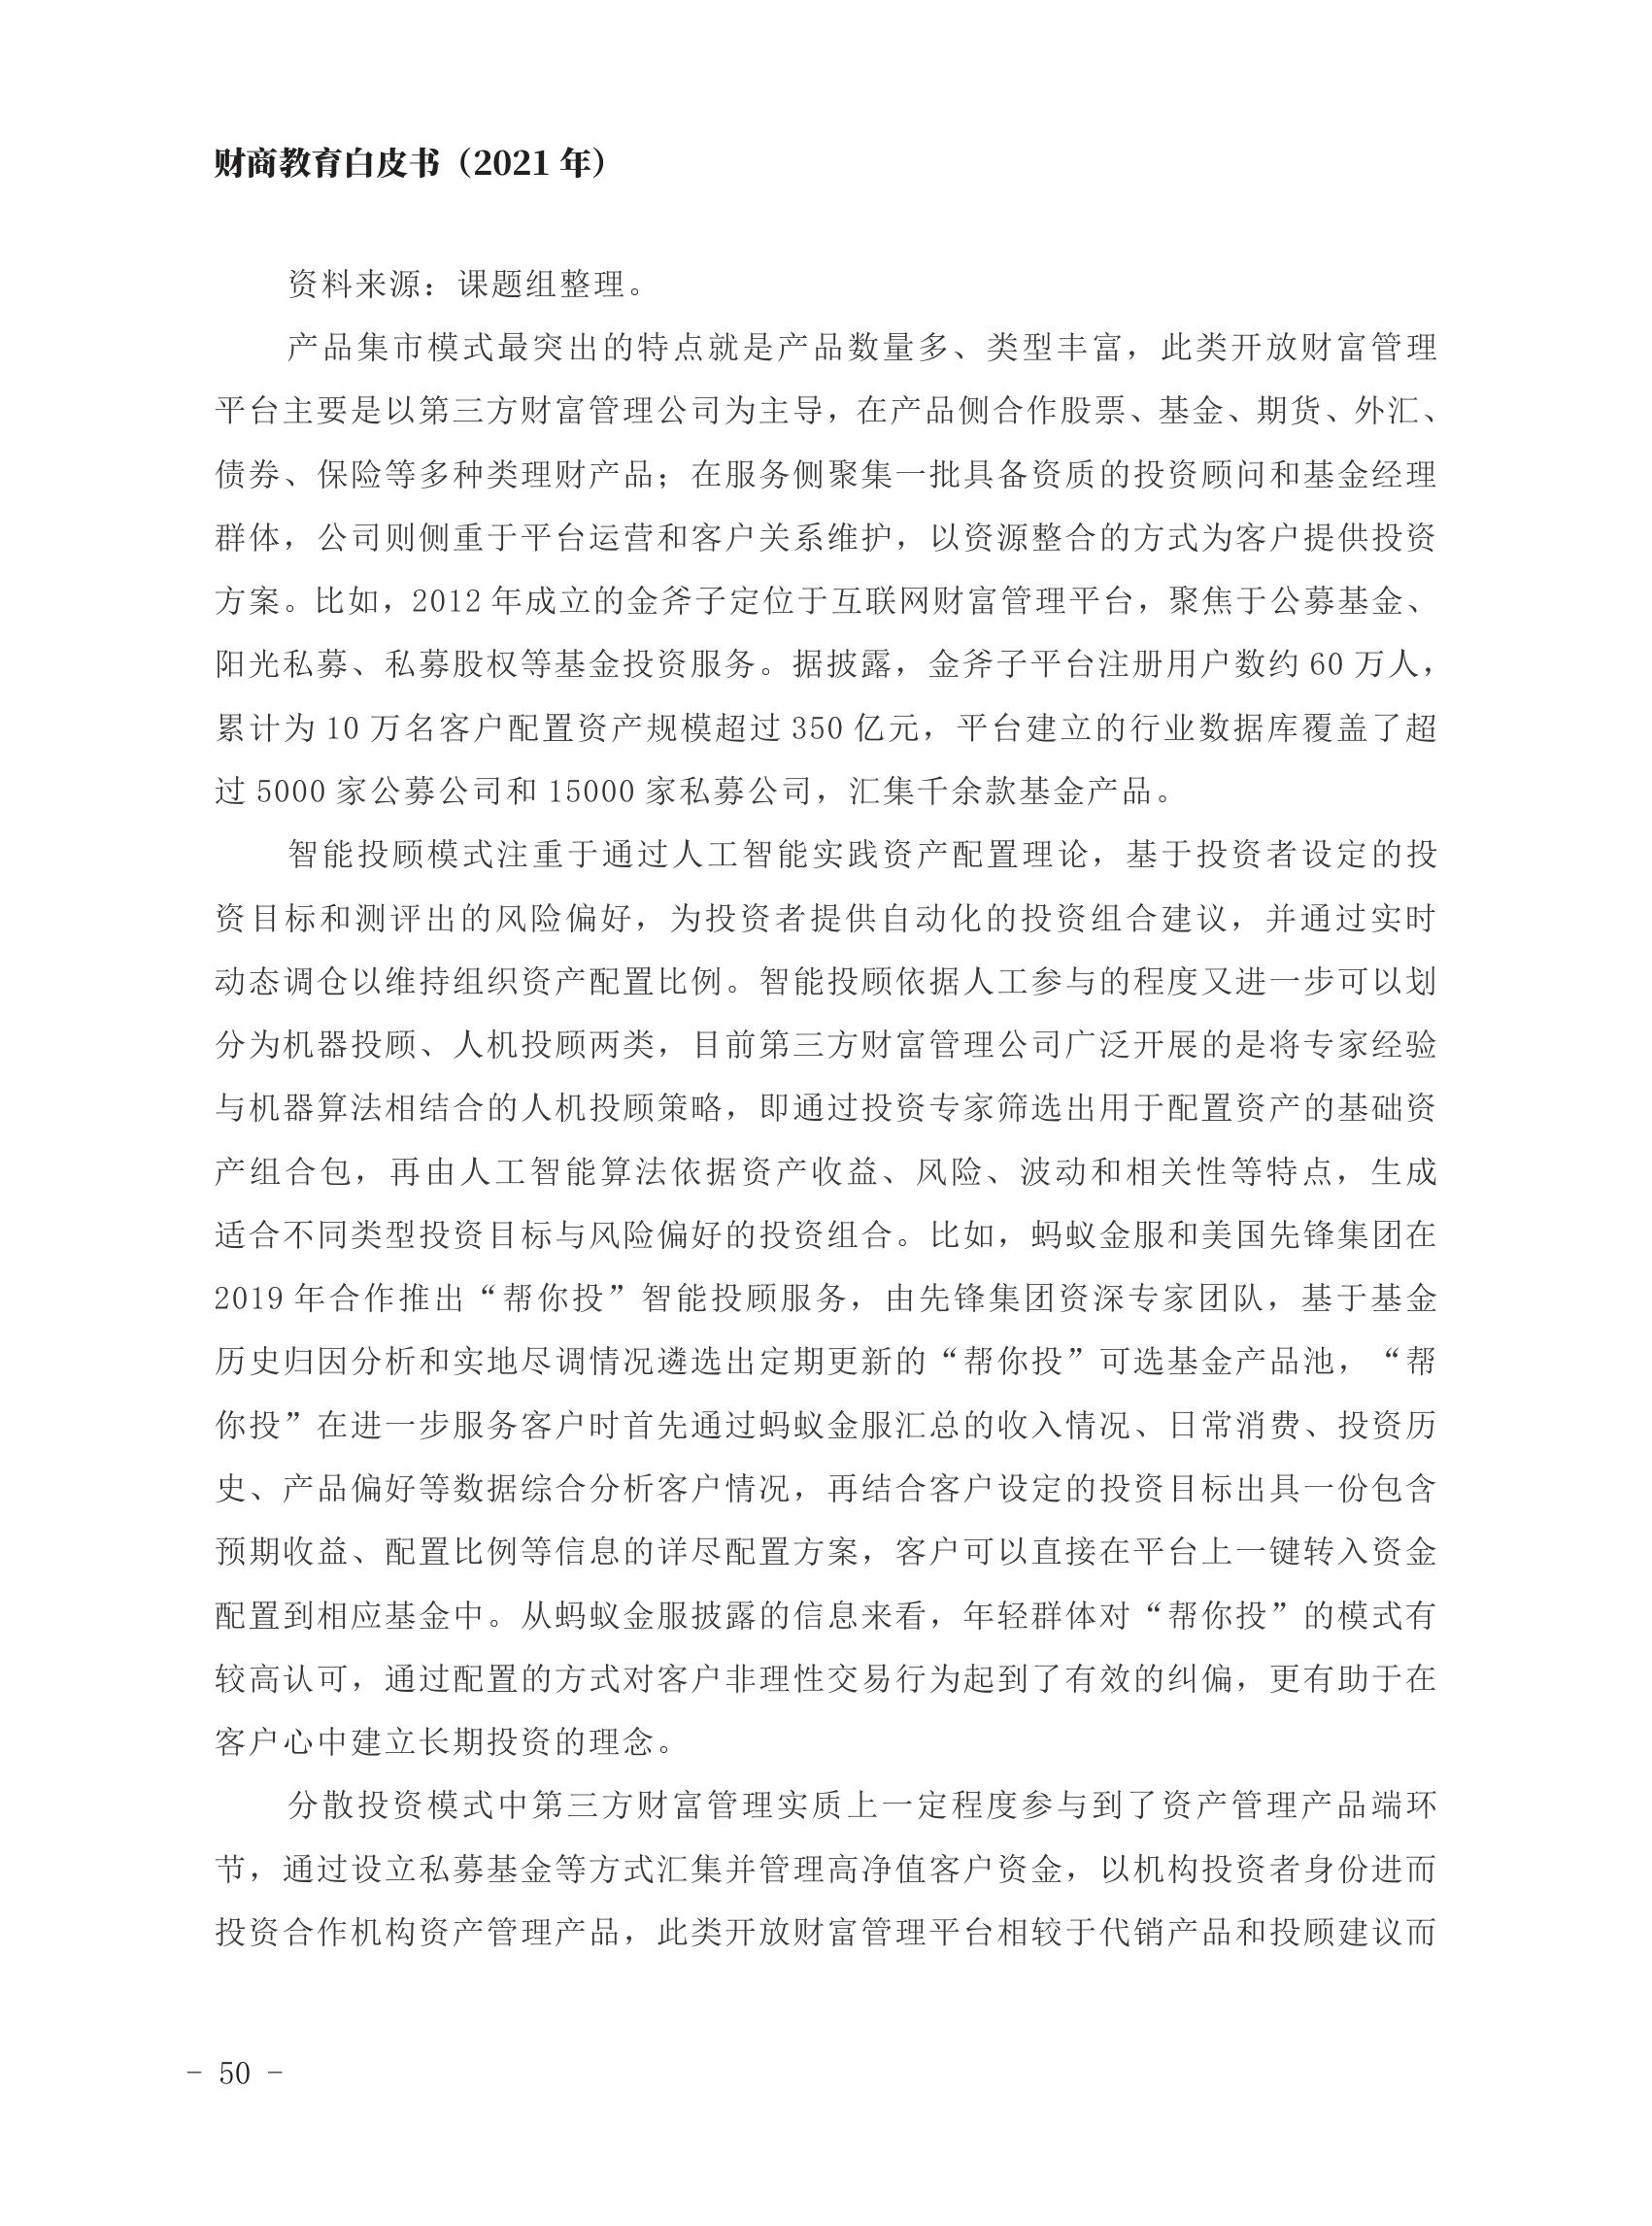 财商教育白皮书（2021 年）
资料来源：课题组整理。
产品集市模式最突出的特点就是产品数量多、类型丰富，此类开放财富管理
平台主要是以第三方财富管理公司为主导，在产品侧合作股票、基金、期货、外汇、
债券、保险等多种类理财产品；在服务侧聚集一批具备资质的投资顾问和基金经理
群体，公司则侧重于平台运营和客户关系维护，以资源整合的方式为客户提供投资
方案。比如，2012 年成立的金斧子定位于互联网财富管理平台，聚焦于公募基金、
阳光私募、私募股权等基金投资服务。据披露，金斧子平台注册用户数约 60 万人，
累计为 10 万名客户配置资产规模超过 350 亿元，平台建立的行业数据库覆盖了超
过 5000 家公募公司和 15000 家私募公司，汇集千余款基金产品。
智能投顾模式注重于通过人工智能实践资产配置理论，基于投资者设定的投
资目标和测评出的风险偏好，为投资者提供自动化的投资组合建议，并通过实时
动态调仓以维持组织资产配置比例。智能投顾依据人工参与的程度又进一步可以划
分为机器投顾、人机投顾两类，目前第三方财富管理公司广泛开展的是将专家经验
与机器算法相结合的人机投顾策略，即通过投资专家筛选出用于配置资产的基础资
产组合包，再由人工智能算法依据资产收益、风险、波动和相关性等特点，生成
适合不同类型投资目标与风险偏好的投资组合。比如，蚂蚁金服和美国先锋集团在
2019 年合作推出“帮你投”智能投顾服务，由先锋集团资深专家团队，基于基金
历史归因分析和实地尽调情况遴选出定期更新的“帮你投”可选基金产品池，“帮
你投”在进一步服务客户时首先通过蚂蚁金服汇总的收入情况、日常消费、投资历
史、产品偏好等数据综合分析客户情况，再结合客户设定的投资目标出具一份包含
预期收益、配置比例等信息的详尽配置方案，客户可以直接在平台上一键转入资金
配置到相应基金中。从蚂蚁金服披露的信息来看，年轻群体对“帮你投”的模式有
较高认可，通过配置的方式对客户非理性交易行为起到了有效的纠偏，更有助于在
客户心中建立长期投资的理念。
分散投资模式中第三方财富管理实质上一定程度参与到了资产管理产品端环
节，通过设立私募基金等方式汇集并管理高净值客户资金，以机构投资者身份进而
投资合作机构资产管理产品，此类开放财富管理平台相较于代销产品和投顾建议而
- 50 -